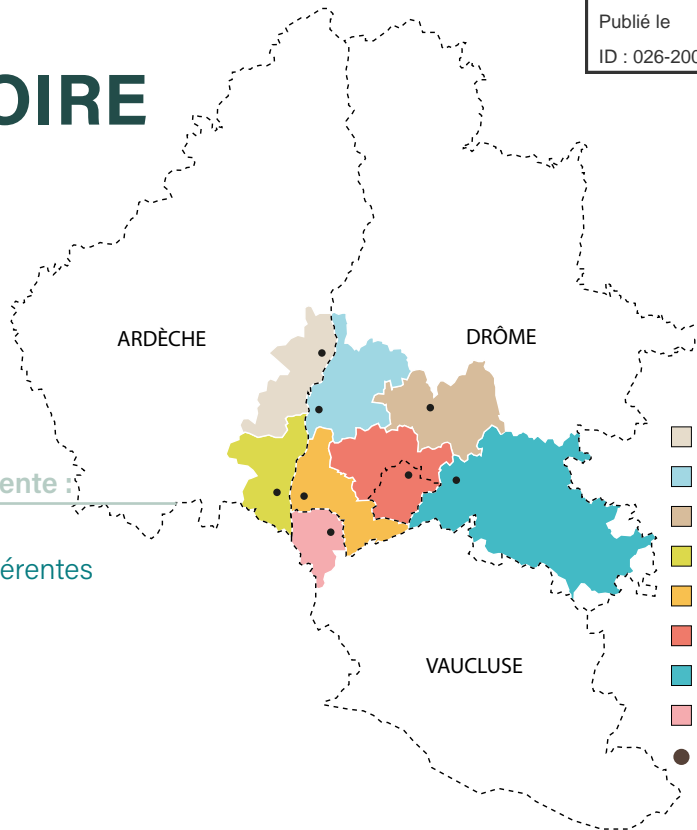 Publié le
ID : 026-200
OIRE
ARDÈCHE
DRÔME
ente :
érentes
VAUCLUSE